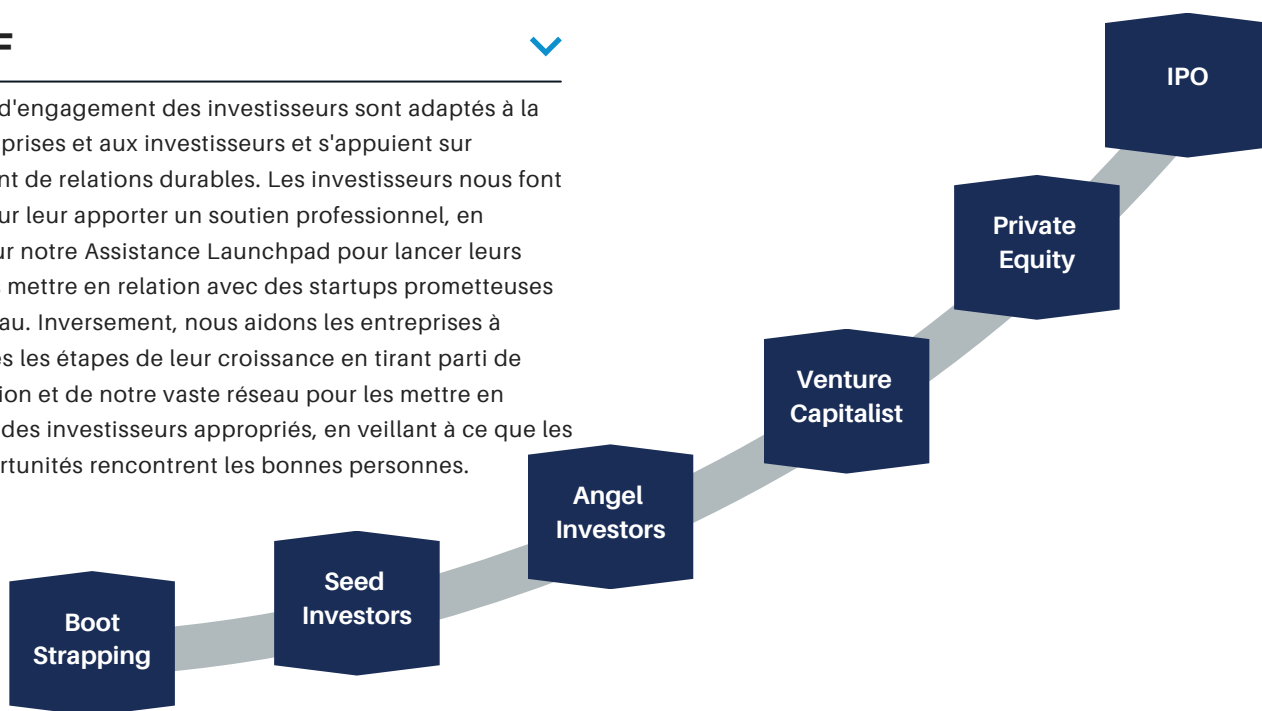 F
d'engagement des investisseurs sont adaptés à la
prises et aux investisseurs et s'appuient sur
nt de relations durables. Les investisseurs nous font
ur leur apporter un soutien professionnel, en
ur notre Assistance Launchpad pour lancer leurs
mettre en relation avec des startups prometteuses
au. Inversement, nous aidons les entreprises à
es les étapes de leur croissance en tirant parti de
ion et de notre vaste réseau pour les mettre en
des investisseurs appropriés, en veillant à ce que les
rtunités rencontrent les bonnes personnes.
IPO
Private
Equity
Venture
Capitalist
Angel
Investors
Seed
Investors
Boot
Strapping